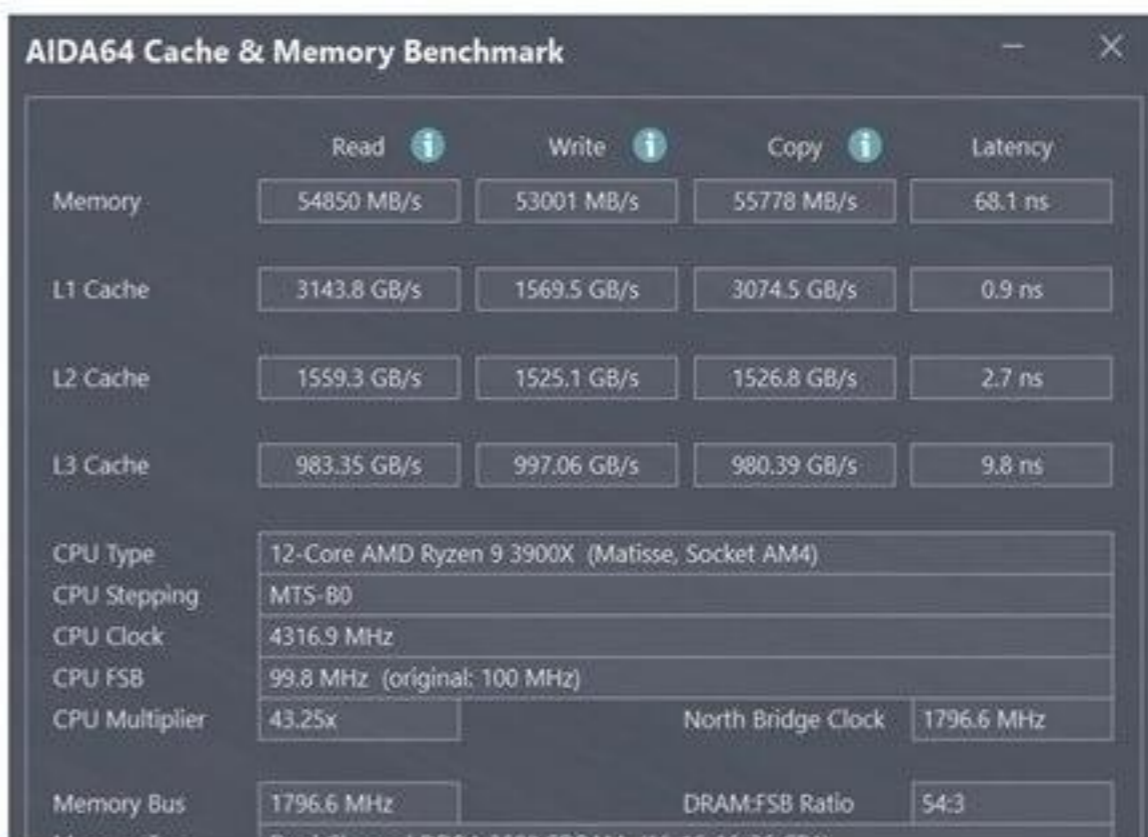 AIDA64 Cache & Memory Benchmark
Read Write Copy Latency
Memory 54850 MB/s 53001 MB/s 55778 MB/s 68.1 ns
L1 Cache 3143.8 GB/s 1569.5 GB/s 3074.5 GB/s 0.9 ns
L2 Cache 1559.3 GB/s 1525.1 GB/s 1526.8 GB/s 2.7 ns
L3 Cache 983.35 GB/s 997.06 GB/s 980.39 GB/s 9.8 ns
CPU Type 12-Core AMD Ryzen 9 3900X (Matisse, Socket AM4)
CPU Stepping MTS-B0
CPU Clock 4316.9 MHz
CPU FSB 99.8 MHz (original: 100 MHz)
CPU Multiplier 43.25x North Bridge Clock 1796.6 MHz
Memory Bus 1796.6 MHz DRAM:FSB Ratio 54:3